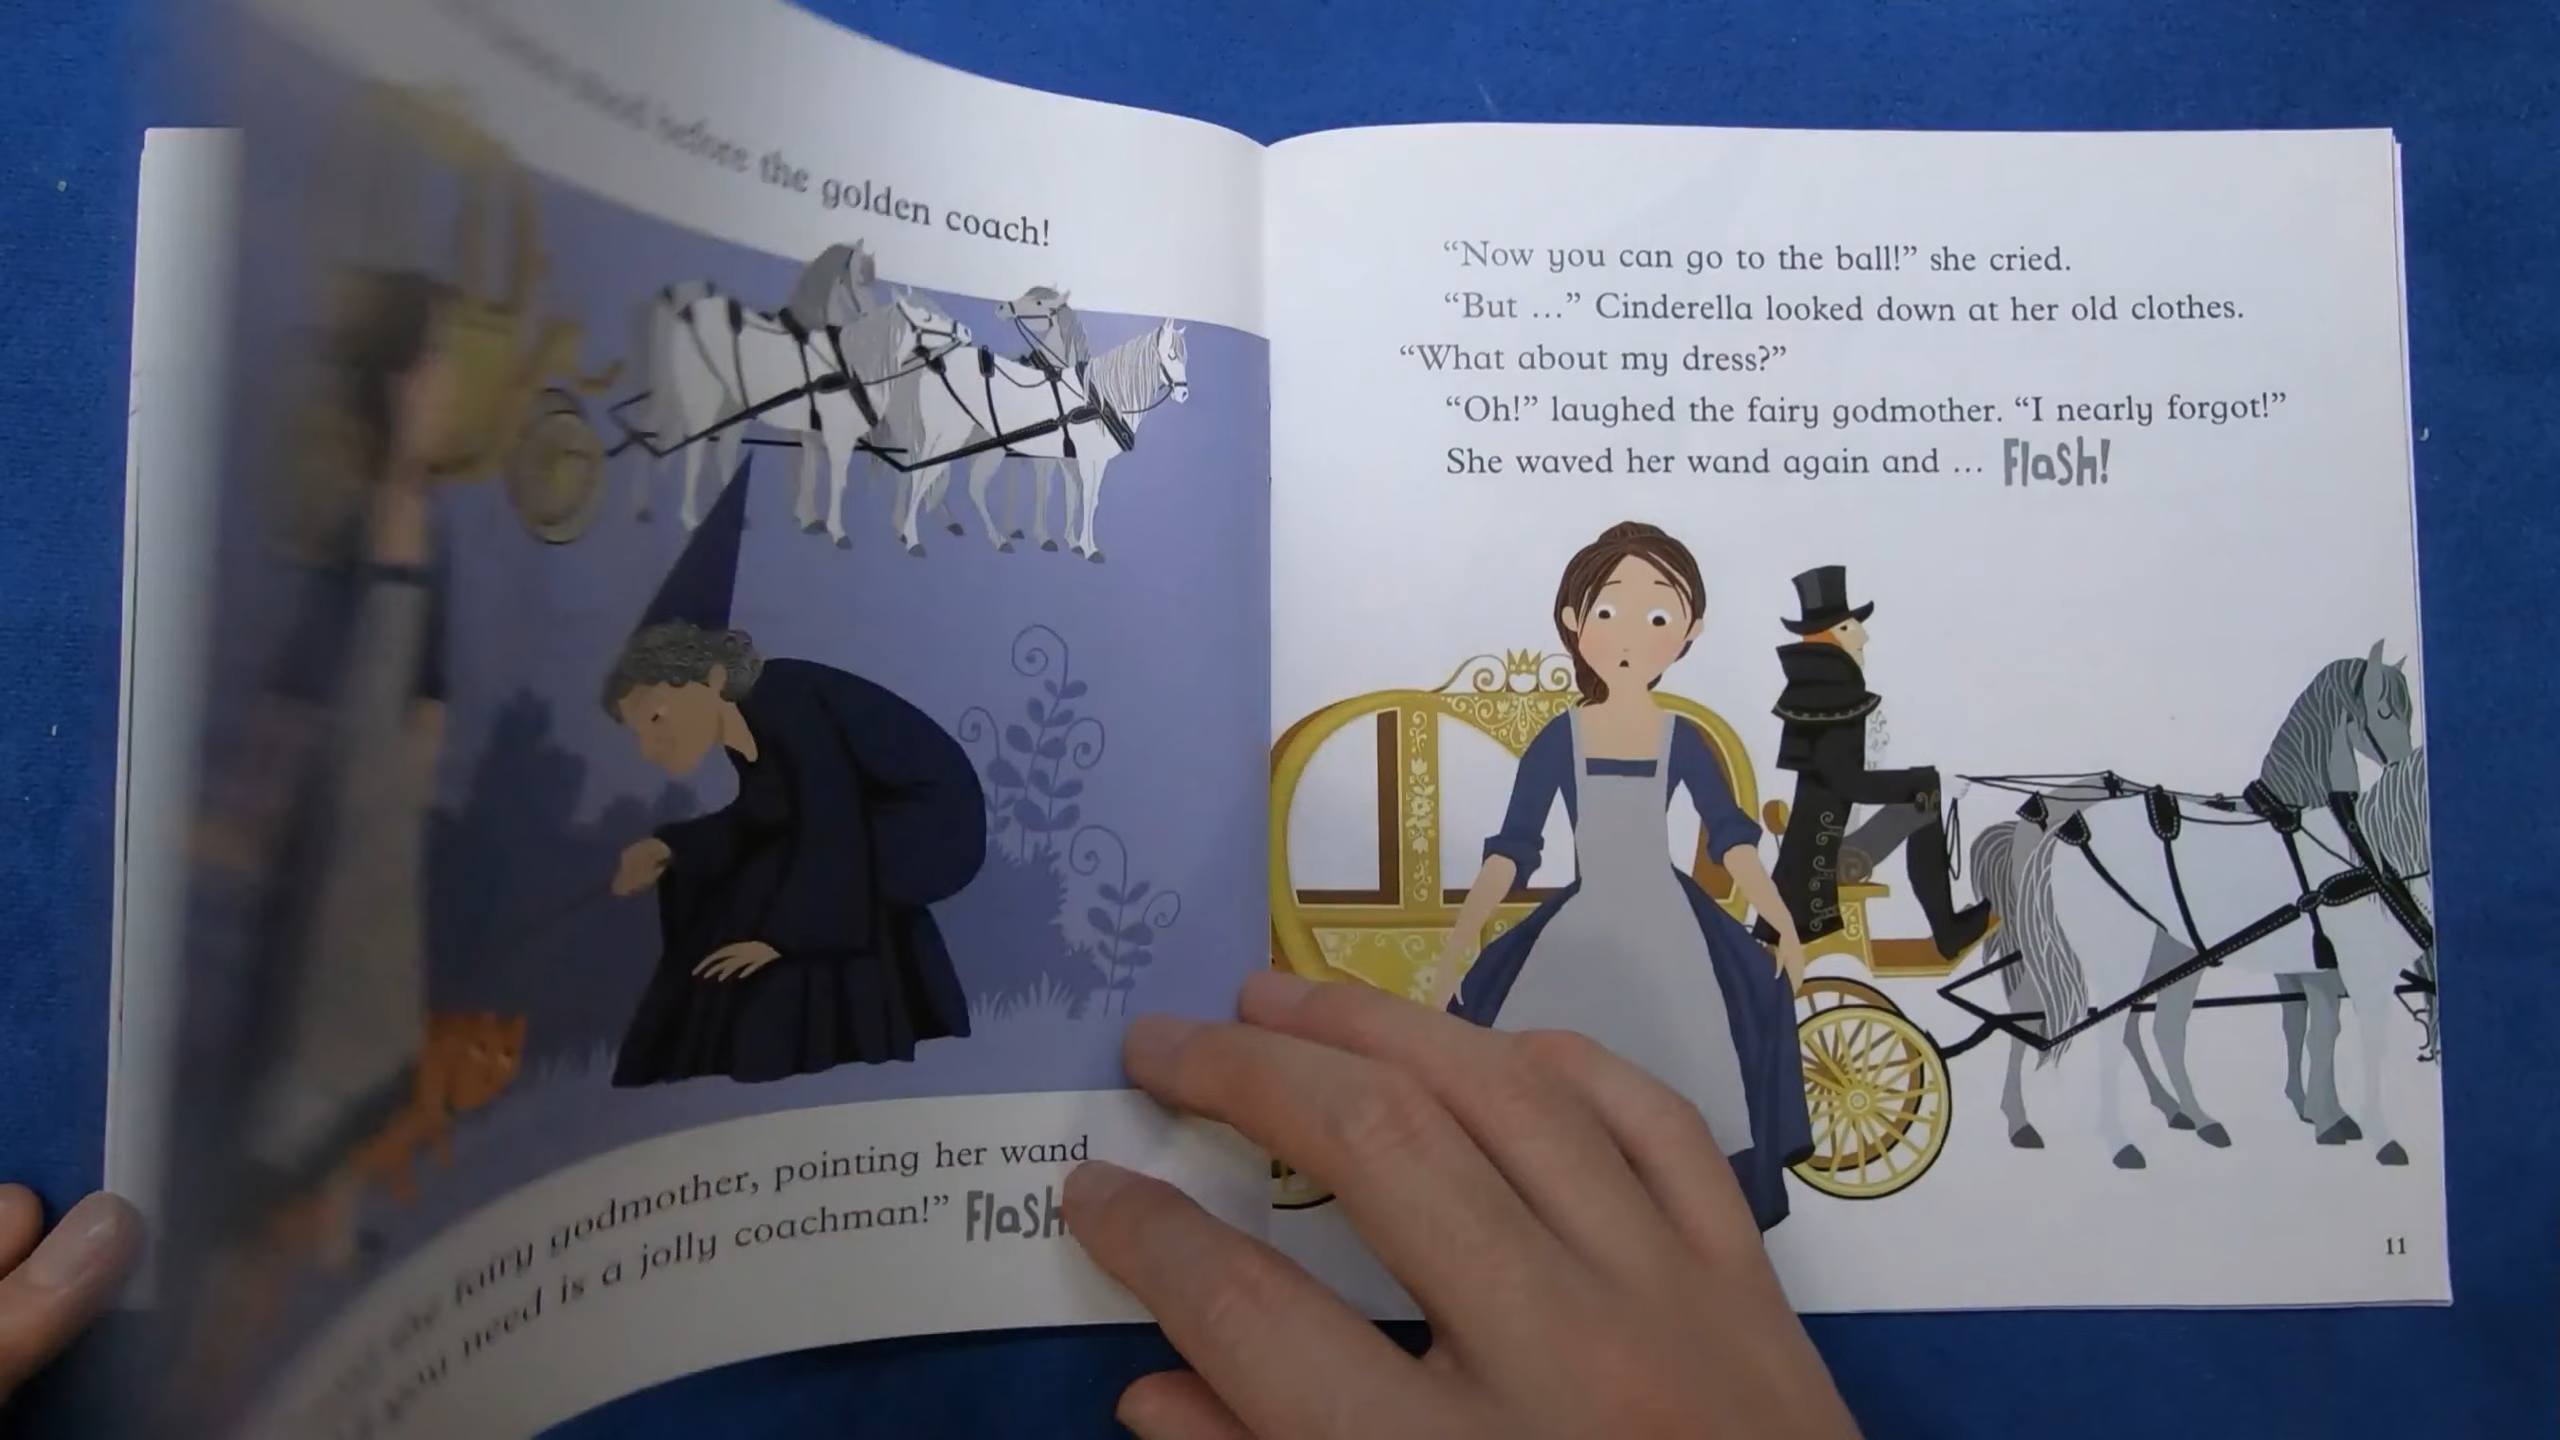 before the golden coach!
fairy godmother, pointing her wand
you need is a jolly coachman!” Flash
“Now you can go to the ball!” she cried.
“But ...” Cinderella looked down at her old clothes.
“What about my dress?”
“Oh!” laughed the fairy godmother. “I nearly forgot!”
She waved her wand again and ... Flash!
11